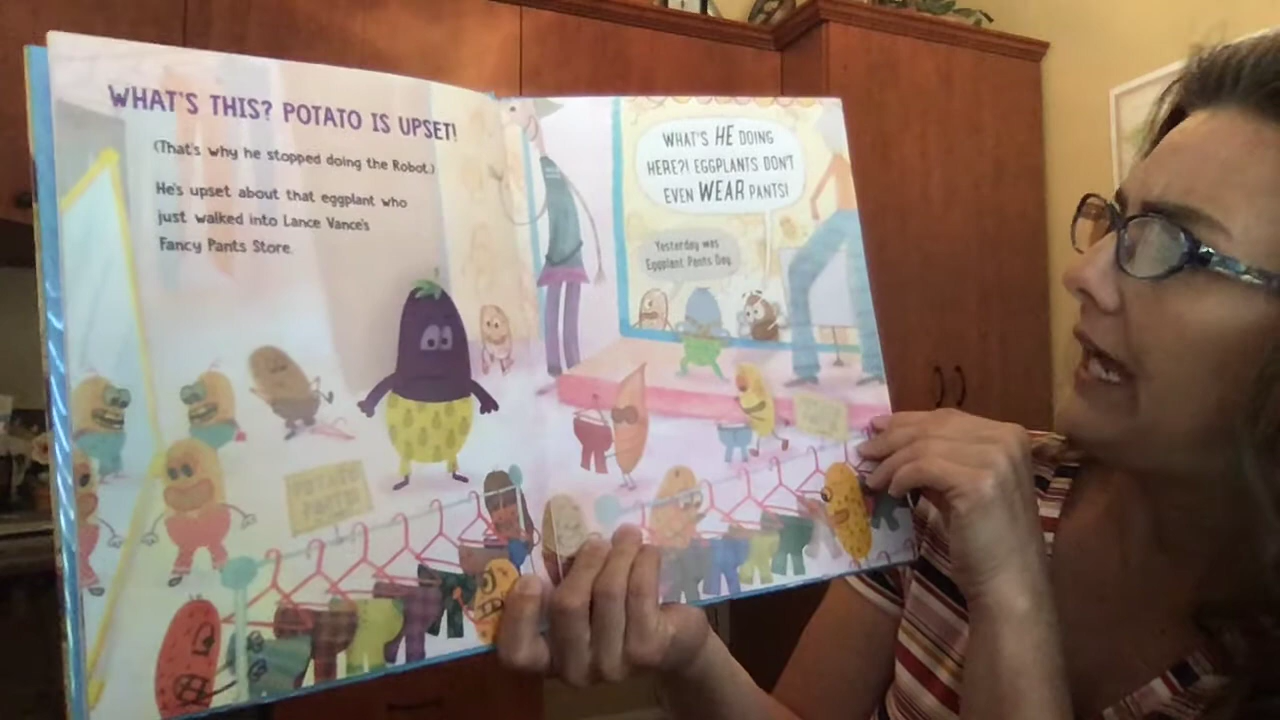 WHAT'S THIS? POTATO IS UPSET!
(That's why he stopped doing the Robot.)
He's upset about that eggplant who
just walked into Lance Vance's
Fancy Pants Store.
WHAT'S HE DOING
HERE?! EGGPLANTS DON'T
EVEN WEAR PANTS!
Yesterday was
Eggplant Pants Day.
POTATO
PANTS!